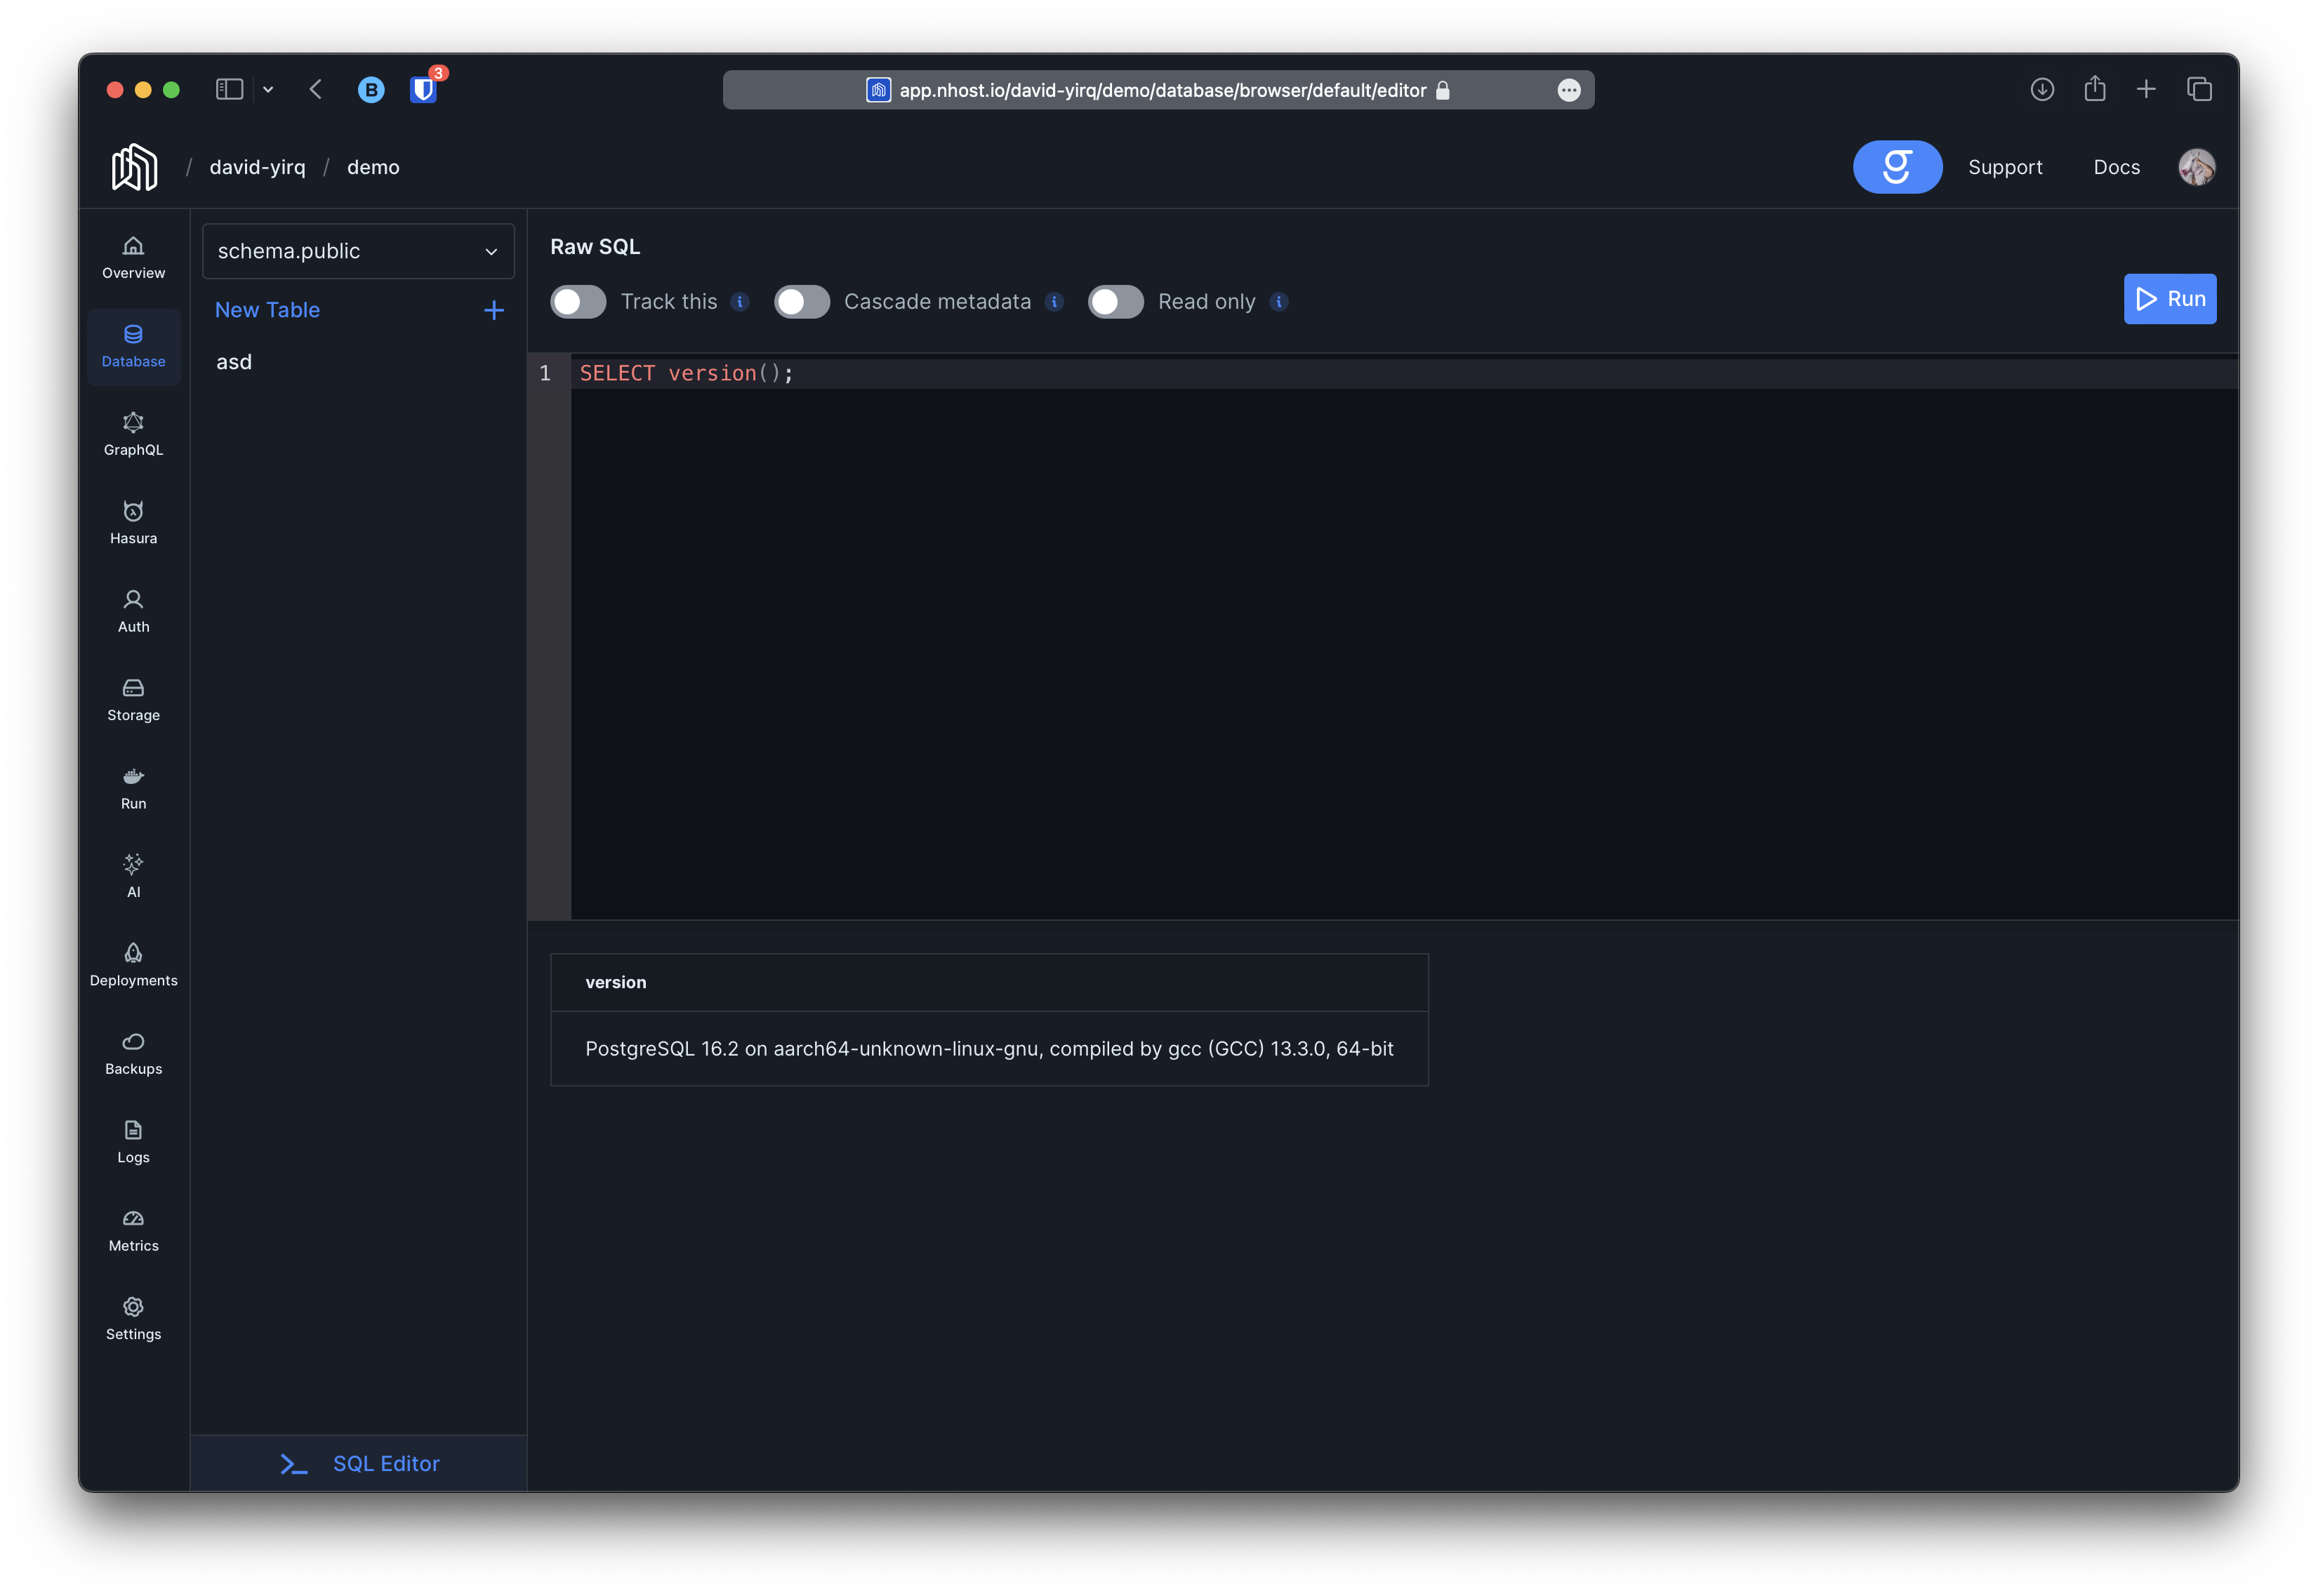 3
app.nhost.io/david-yirq/demo/database/browser/default/editor
/ david-yirq / demo
Support
Docs
Overview
Database
GraphQL
Hasura
Auth
Storage
Run
AI
Deployments
Backups
Logs
Metrics
Settings
schema.public
New Table
asd
SQL Editor
Raw SQL
Track this
Cascade metadata
Read only
Run
1 SELECT version();
version
PostgreSQL 16.2 on aarch64-unknown-linux-gnu, compiled by gcc (GCC) 13.3.0, 64-bit